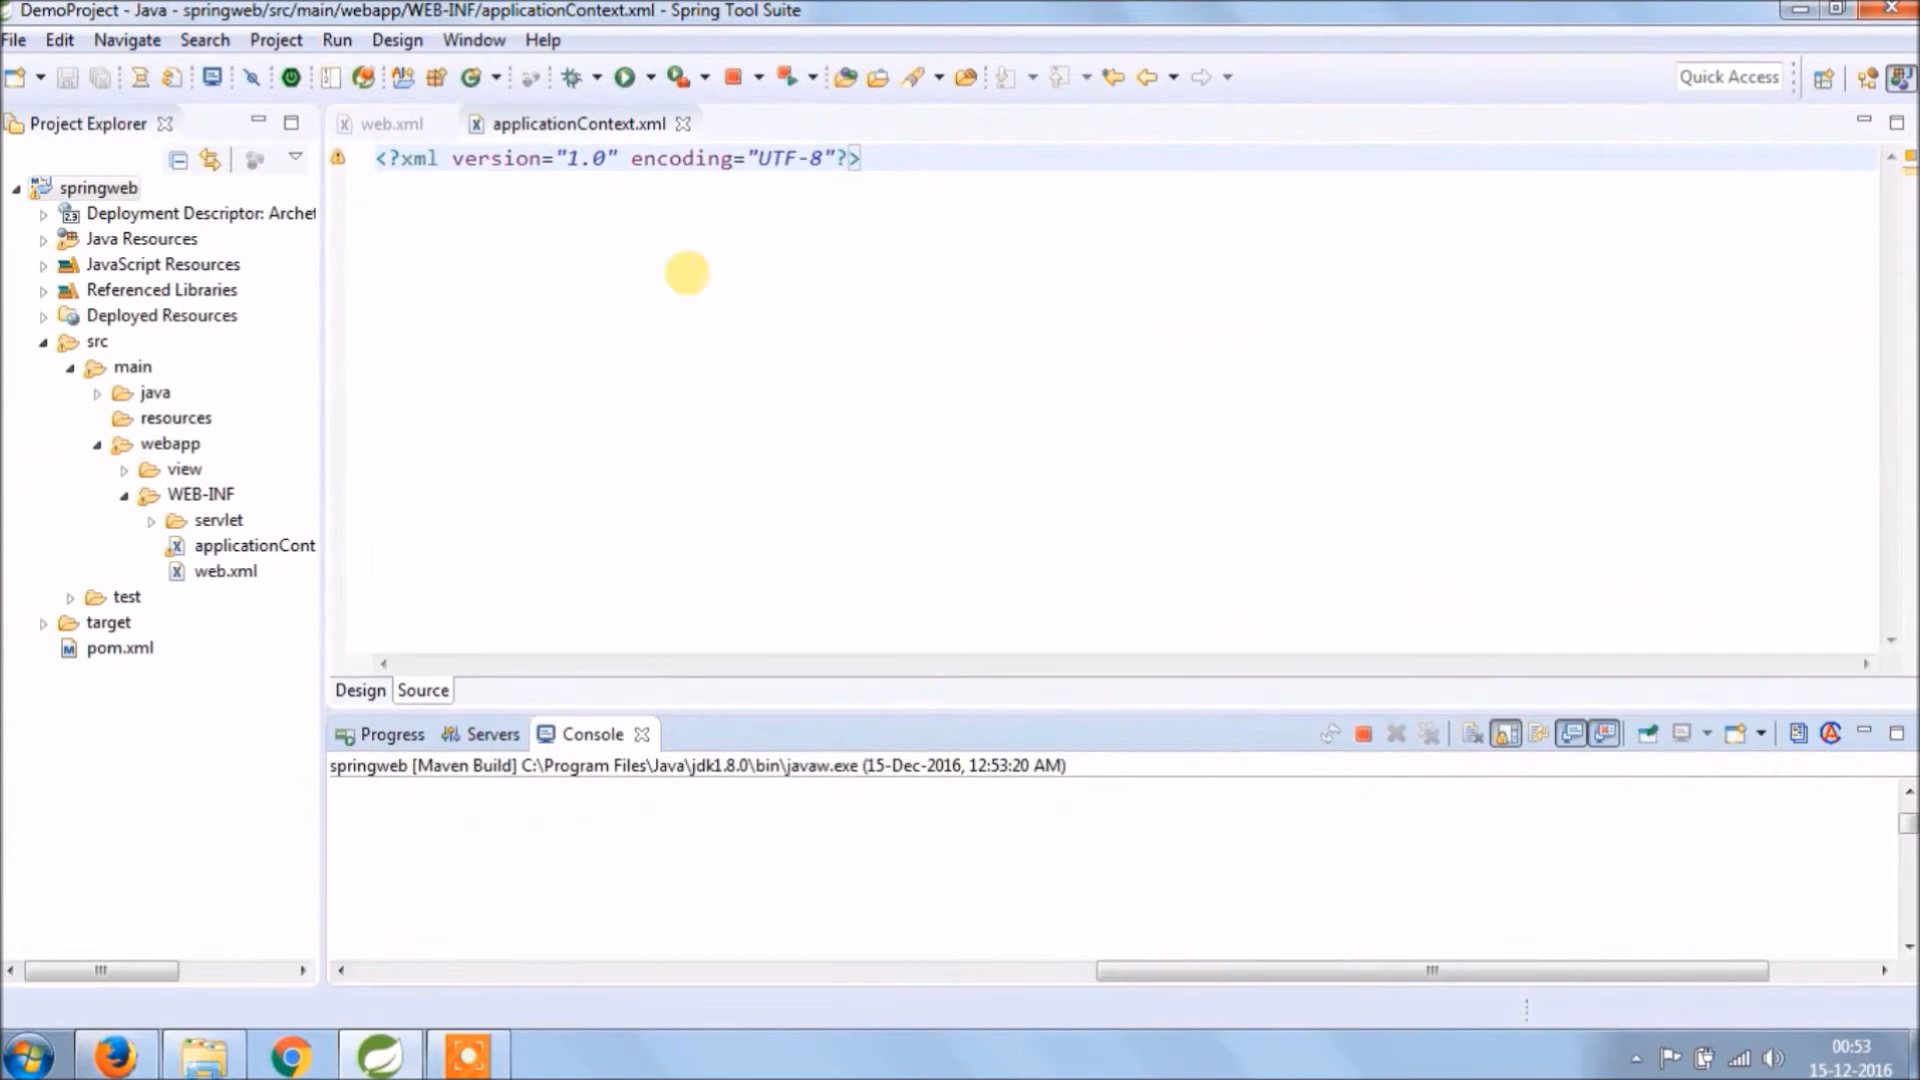 DemoProject - Java - springweb/src/main/webapp/WEB-INF/applicationContext.xml - Spring Tool Suite
File Edit Navigate Search Project Run Design Window Help
Quick Access
Project Explorer
web.xml
applicationContext.xml
<?xml version="1.0" encoding="UTF-8"?>
springweb
Deployment Descriptor: Archet
Java Resources
JavaScript Resources
Referenced Libraries
Deployed Resources
src
main
java
resources
webapp
view
WEB-INF
servlet
applicationCont
web.xml
test
target
pom.xml
Design Source
Progress Servers Console
springweb [Maven Build] C:\Program Files\Java\jdk1.8.0\bin\javaw.exe (15-Dec-2016, 12:53:20 AM)
00:53
15-12-2016